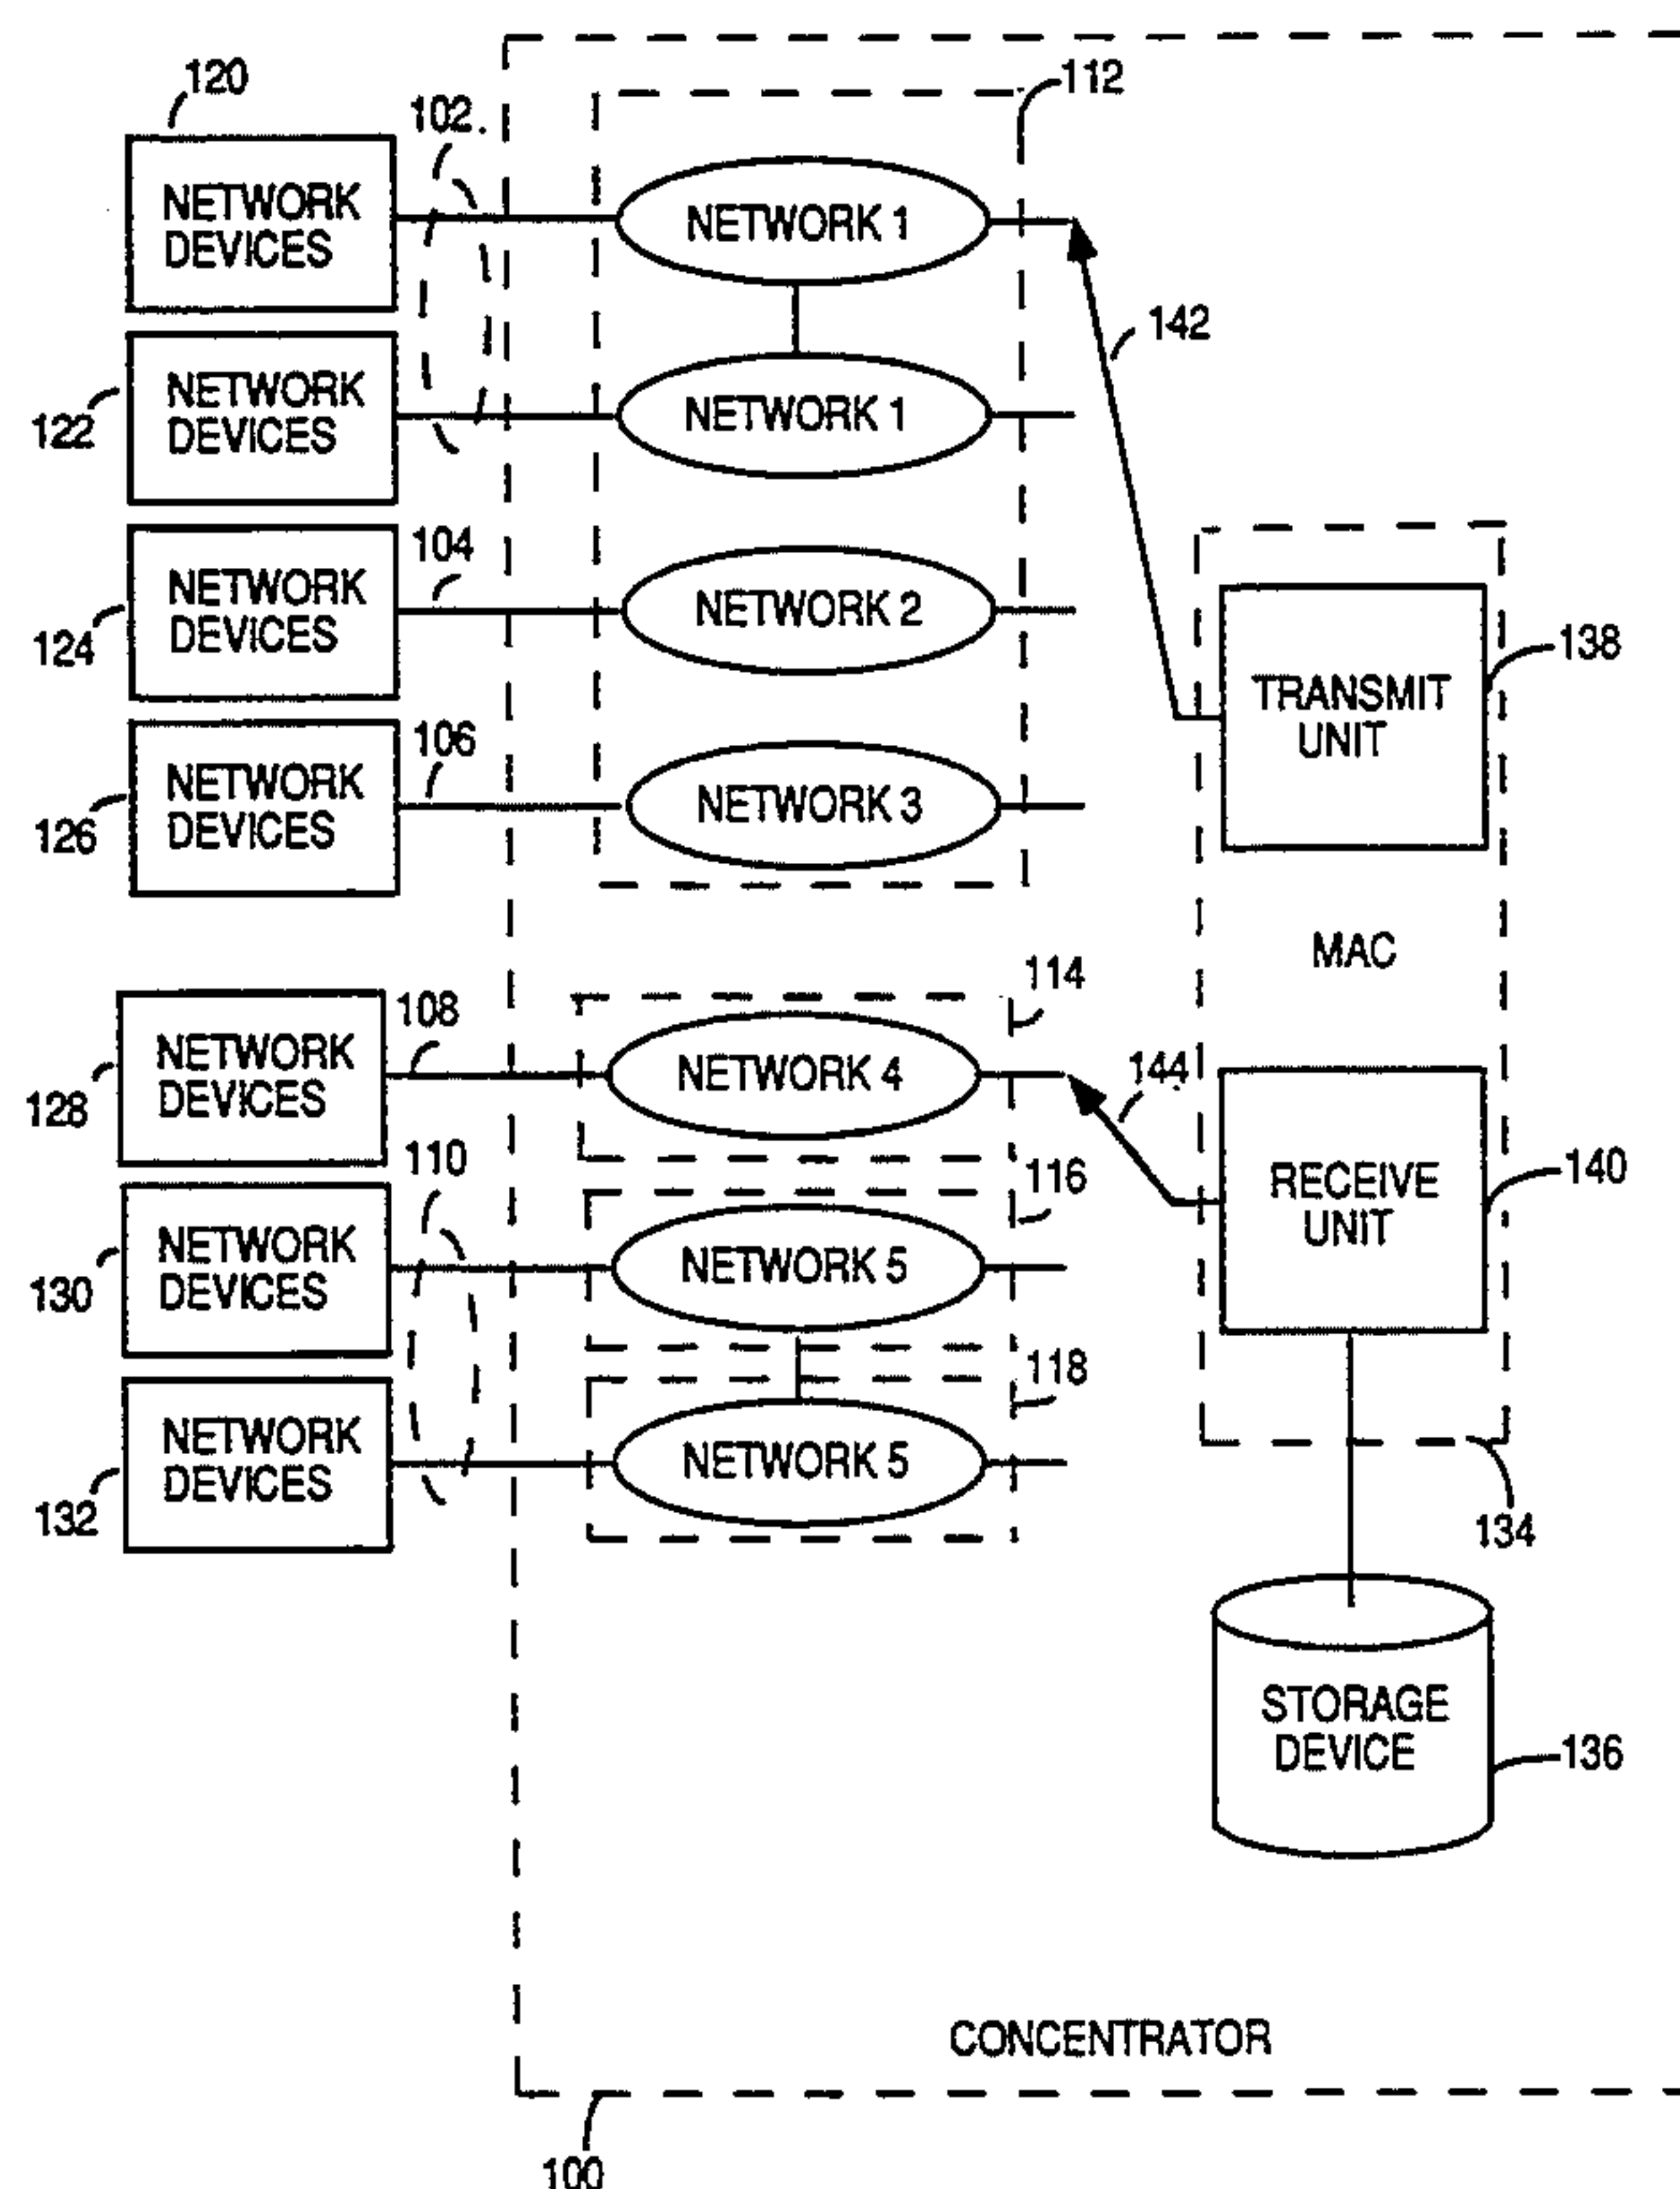 120
102
112
NETWORK
DEVICES
NETWORK 1
142
122
NETWORK
DEVICES
NETWORK 1
104
124
NETWORK
DEVICES
NETWORK 2
138
TRANSMIT
UNIT
106
126
NETWORK
DEVICES
NETWORK 3
MAC
114
108
128
NETWORK
DEVICES
NETWORK 4
144
110
116
130
NETWORK
DEVICES
NETWORK 5
RECEIVE
UNIT
140
118
132
NETWORK
DEVICES
NETWORK 5
134
STORAGE
DEVICE
136
CONCENTRATOR
100